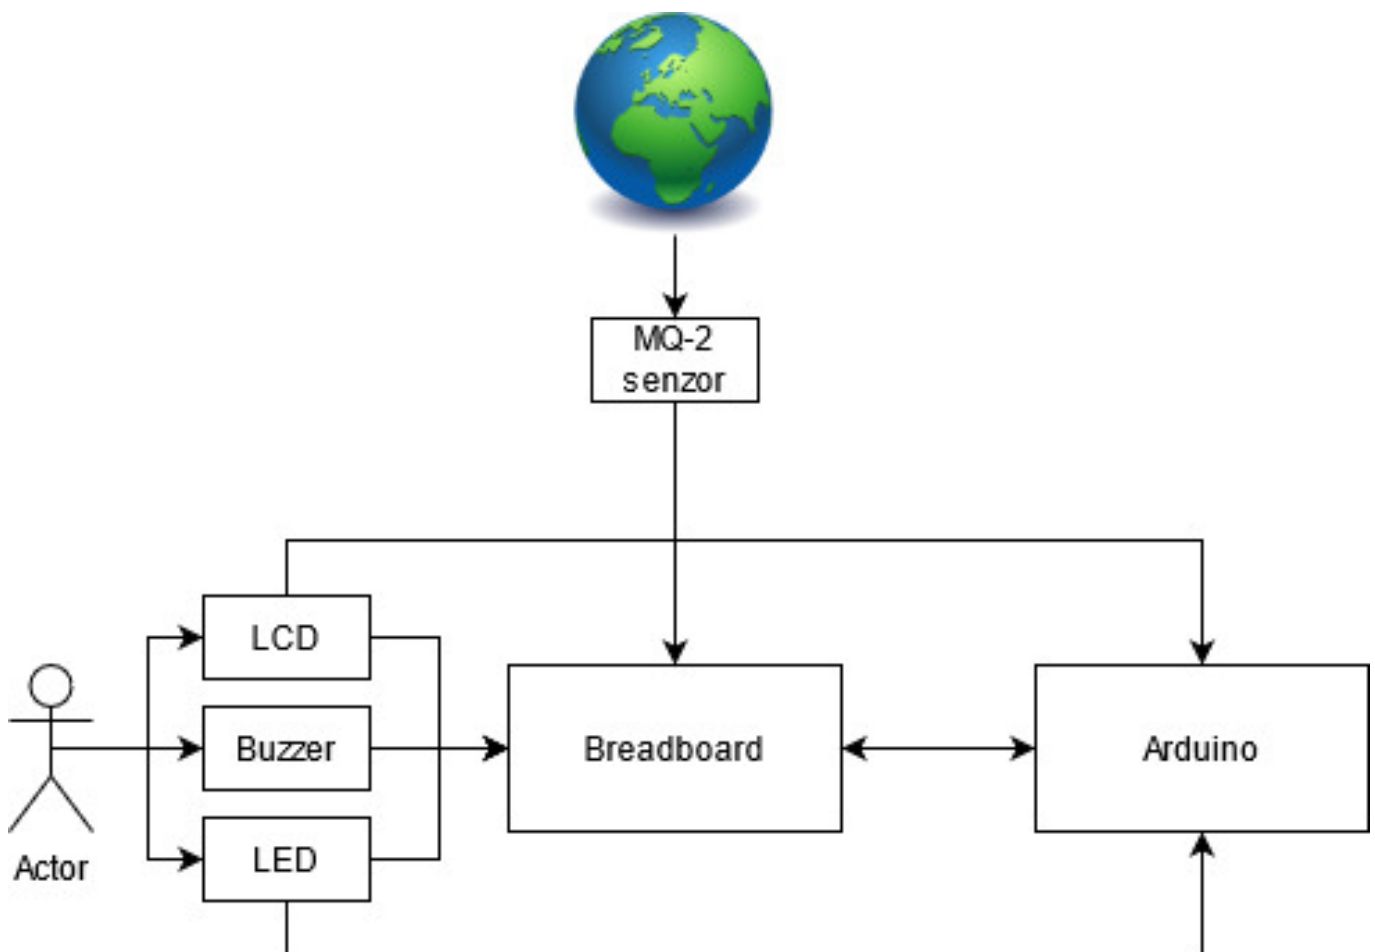 MQ-2
senzor
LCD
Buzzer
Breadboard
Arduino
LED
Actor